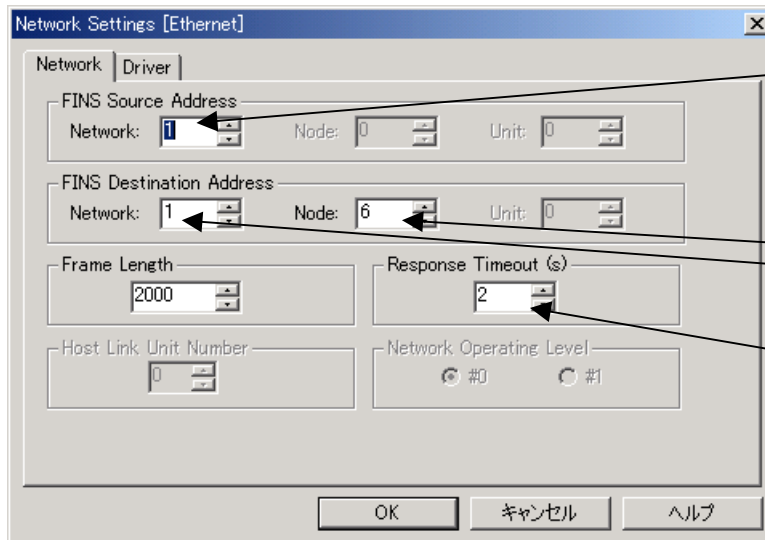 Network Settings [Ethernet]
Network Driver
FINS Source Address
Network: 1 Node: 0 Unit: 0
FINS Destination Address
Network: 1 Node: 6 Unit: 0
Frame Length Response Timeout (s)
2000 2
Host Link Unit Number Network Operating Level
0 #0 #1
OK キャンセル ヘルプ